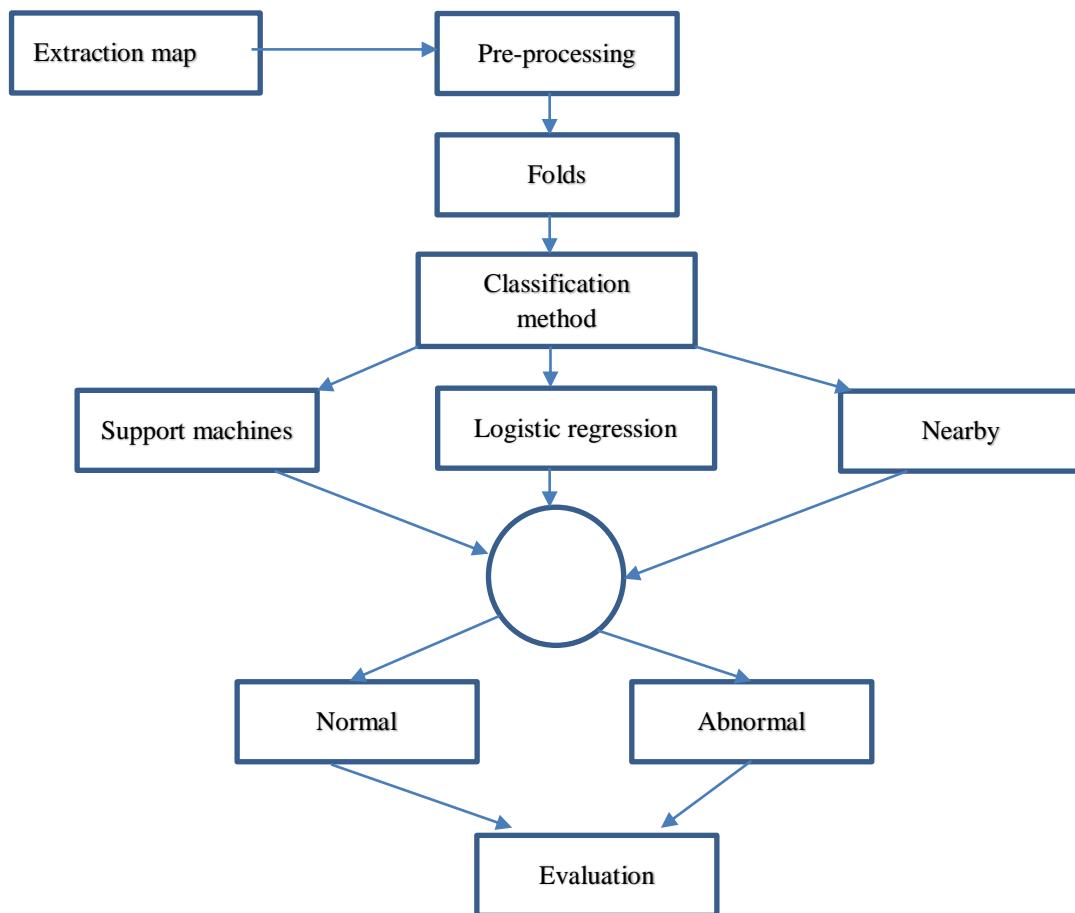 Extraction map
Pre-processing
Folds
Classification
method
Support machines
Logistic regression
Nearby
Normal
Abnormal
Evaluation